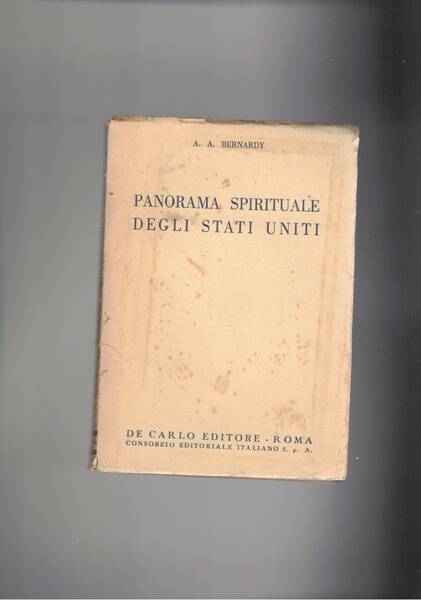 A. A. BERNARDY
PANORAMA SPIRITUALE
DEGLI STATI UNITI
DE CARLO EDITORE - ROMA
CONSORZIO EDITORIALE ITALIANO S. p. A.